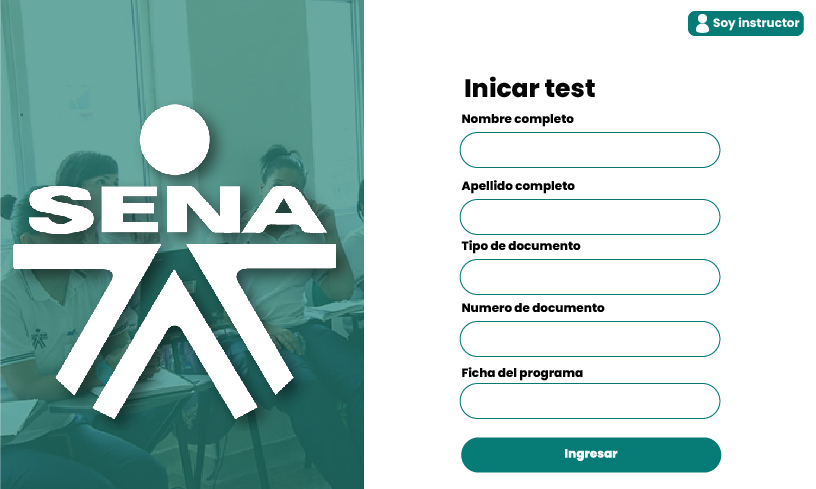 Soy instructor
SENA
Inicar test
Nombre completo
Apellido completo
Tipo de documento
Numero de documento
Ficha del programa
Ingresar